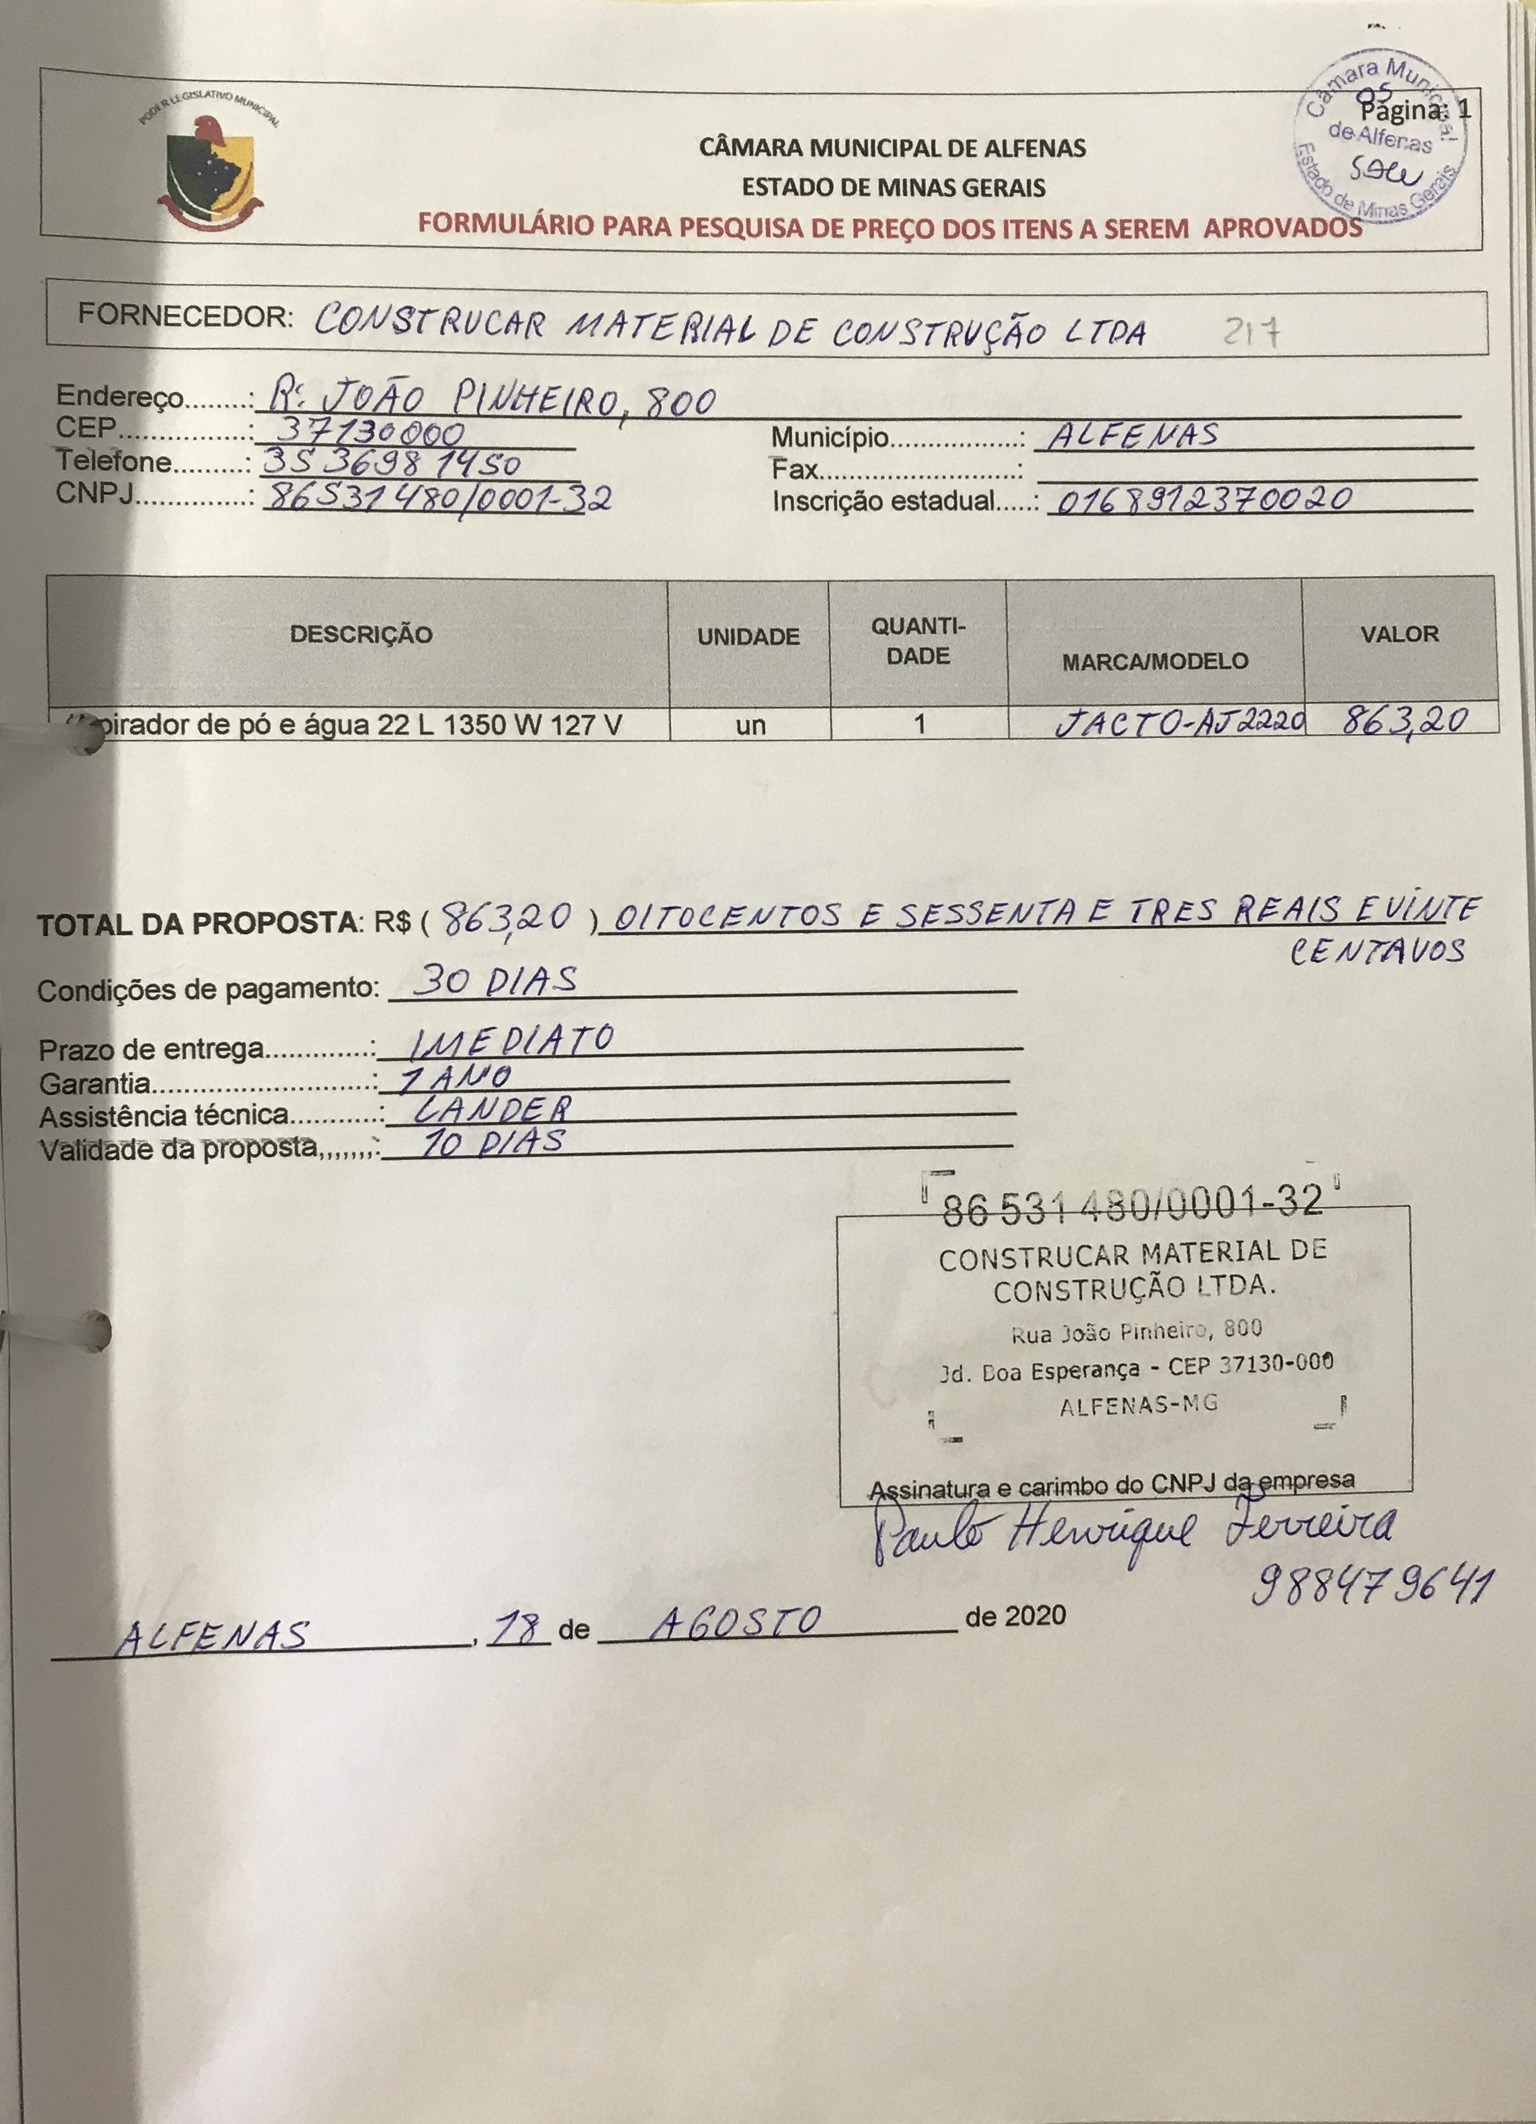 PODER LEGISLATIVO MUNICIPAL
Câmara Municipal
05
Página: 1
de Alfenas
Estado de Minas Gerais
CÂMARA MUNICIPAL DE ALFENAS
ESTADO DE MINAS GERAIS
FORMULÁRIO PARA PESQUISA DE PREÇO DOS ITENS A SEREM APROVADOS
FORNECEDOR: CONSTRUCAR MATERIAL DE CONSTRUÇÃO LTDA 217
Endereço........: R: JOÃO PINHEIRO, 800
CEP................: 37130000 Município.................: ALFENAS
Telefone.........: 35 3698 1450 Fax..........................:
CNPJ..............: 86531480/0001-32 Inscrição estadual.....: 0168912370020
DESCRIÇÃO UNIDADE QUANTI-DADE MARCA/MODELO VALOR
pirador de pó e água 22 L 1350 W 127 V un 1 JACTO-AJ2220 863,20
TOTAL DA PROPOSTA: R$ ( 863,20 ) OITOCENTOS E SESSENTA E TRES REAIS E VINTE
CENTAVOS
Condições de pagamento: 30 DIAS
Prazo de entrega.............: IMEDIATO
Garantia...........................: 1 ANO
Assistência técnica...........: LANDER
Validade da proposta,,,,,,,: 10 DIAS
86 531 480/0001-32
CONSTRUCAR MATERIAL DE
CONSTRUÇÃO LTDA.
Rua João Pinheiro, 800
Jd. Boa Esperança - CEP 37130-000
ALFENAS-MG
Assinatura e carimbo do CNPJ da empresa
Paulo Henrique Ferreira
988479641
ALFENAS, 18 de AGOSTO de 2020